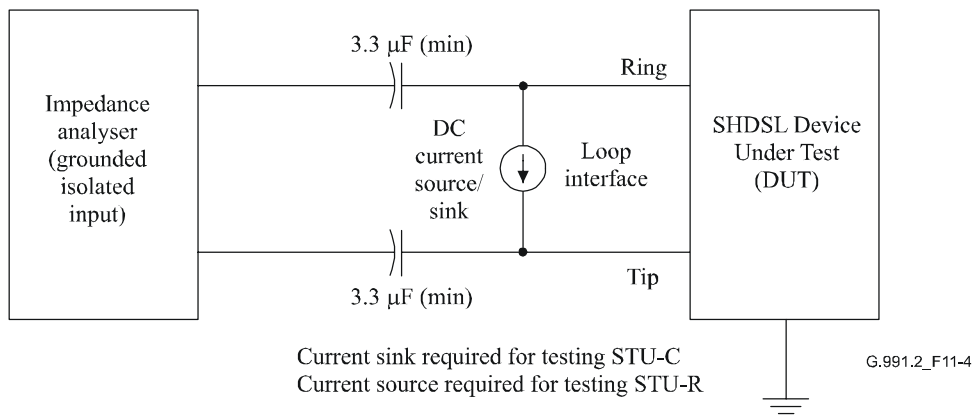 3.3 μF (min)
Ring
Impedance
analyser
(grounded
isolated
input)
DC
current
source/
sink
Loop
interface
SHDSL Device
Under Test
(DUT)
Tip
3.3 μF (min)
Current sink required for testing STU-C
Current source required for testing STU-R
G.991.2_F11-4